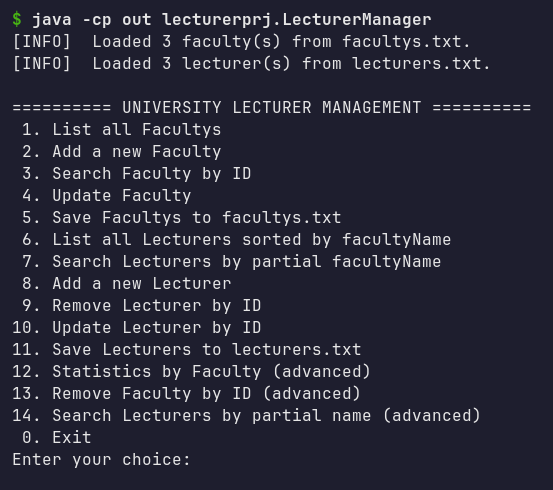 $ java -cp out lecturerprj.LecturerManager
[INFO]  Loaded 3 faculty(s) from facultys.txt.
[INFO]  Loaded 3 lecturer(s) from lecturers.txt.
========== UNIVERSITY LECTURER MANAGEMENT ==========
 1. List all Facultys
 2. Add a new Faculty
 3. Search Faculty by ID
 4. Update Faculty
 5. Save Facultys to facultys.txt
 6. List all Lecturers sorted by facultyName
 7. Search Lecturers by partial facultyName
 8. Add a new Lecturer
 9. Remove Lecturer by ID
10. Update Lecturer by ID
11. Save Lecturers to lecturers.txt
12. Statistics by Faculty (advanced)
13. Remove Faculty by ID (advanced)
14. Search Lecturers by partial name (advanced)
 0. Exit
Enter your choice: